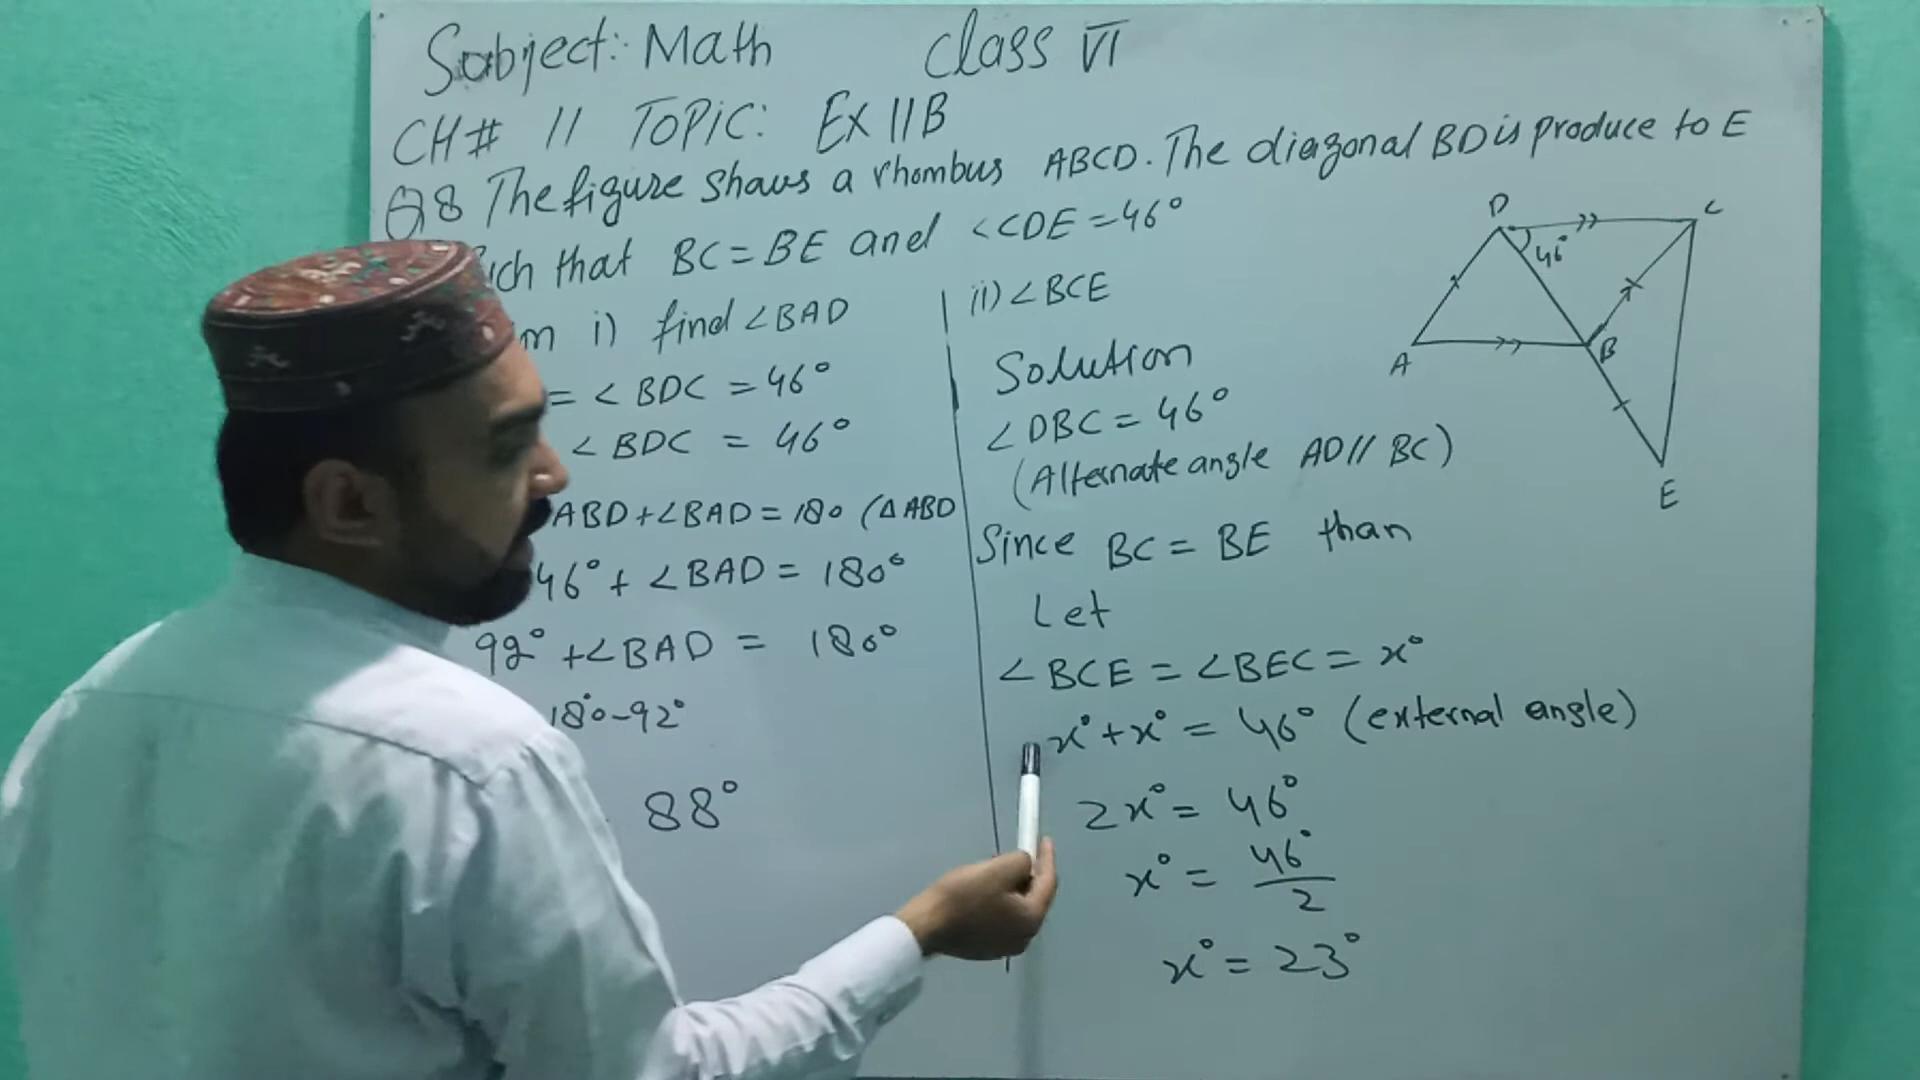 Subject: Math Class VI
CH# 11 TOPIC: EX 11B
Q8 The figure shows a rhombus ABCD. The diagonal BD is produce to E
that BC = BE and <CDE = 46°
i) find <BAD
= < BDC = 46°
< BDC = 46°
ABD + <BAD = 180 (△ ABD
46° + <BAD = 180°
92° + <BAD = 180°
180°-92°
88°
ii) < BCE
Solution
< DBC = 46°
(Alternate angle AD // BC)
Since BC = BE than
Let
< BCE = < BEC = x°
x° + x° = 46° (external angle)
2x° = 46°
x° = 46°/2
x° = 23°
D C
46°
A B
E